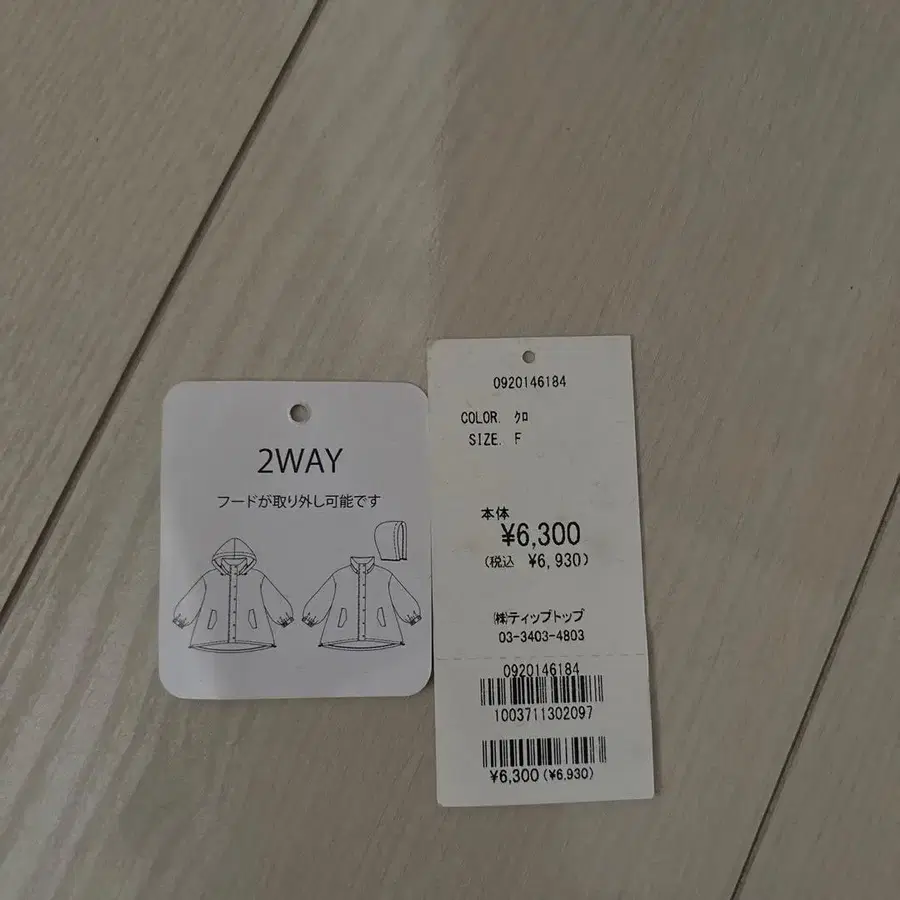 2WAY
フードが取り外し可能です
0920146184
COLOR. ｸﾛ
SIZE. F
本体
¥6,300
(税込 ¥6,930)
㈱ティップトップ
03-3403-4803
0920146184
1003711302097
¥6,300(¥6,930)